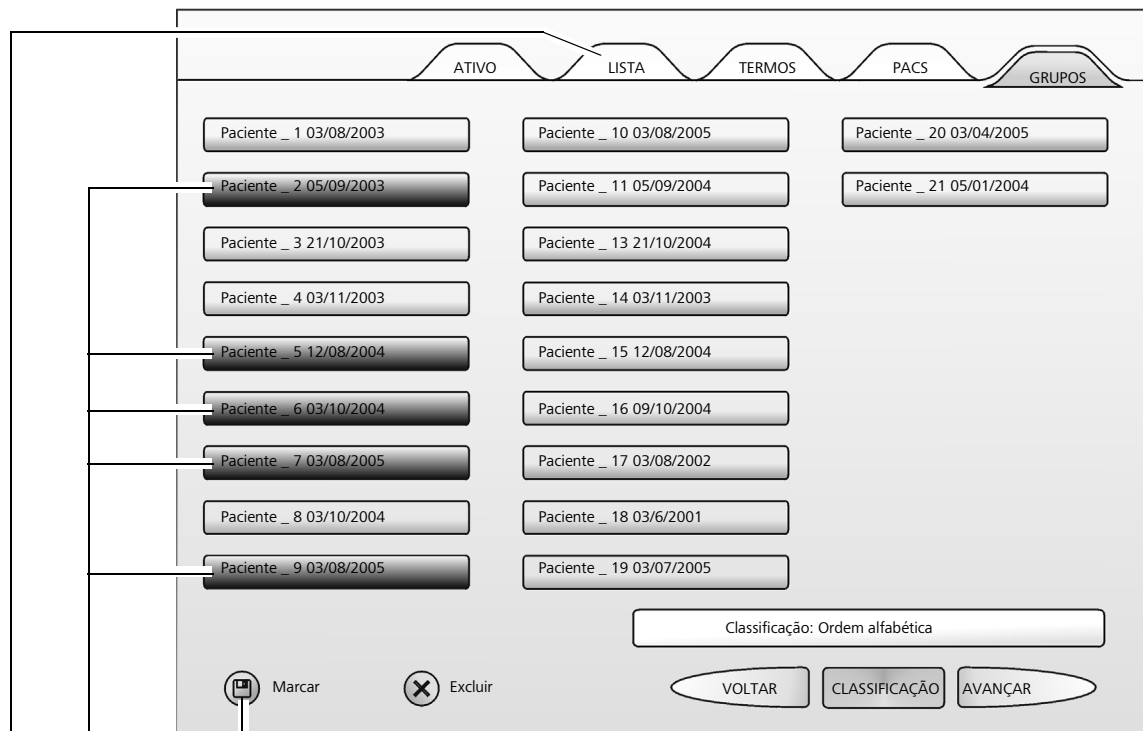 ATIVO LISTA TERMOS PACS GRUPOS
Paciente _ 1 03/08/2003
Paciente _ 2 05/09/2003
Paciente _ 3 21/10/2003
Paciente _ 4 03/11/2003
Paciente _ 5 12/08/2004
Paciente _ 6 03/10/2004
Paciente _ 7 03/08/2005
Paciente _ 8 03/10/2004
Paciente _ 9 03/08/2005
Paciente _ 10 03/08/2005
Paciente _ 11 05/09/2004
Paciente _ 13 21/10/2004
Paciente _ 14 03/11/2003
Paciente _ 15 12/08/2004
Paciente _ 16 09/10/2004
Paciente _ 17 03/08/2002
Paciente _ 18 03/6/2001
Paciente _ 19 03/07/2005
Paciente _ 20 03/04/2005
Paciente _ 21 05/01/2004
Classificação: Ordem alfabética
Marcar Excluir VOLTAR CLASSIFICAÇÃO AVANÇAR